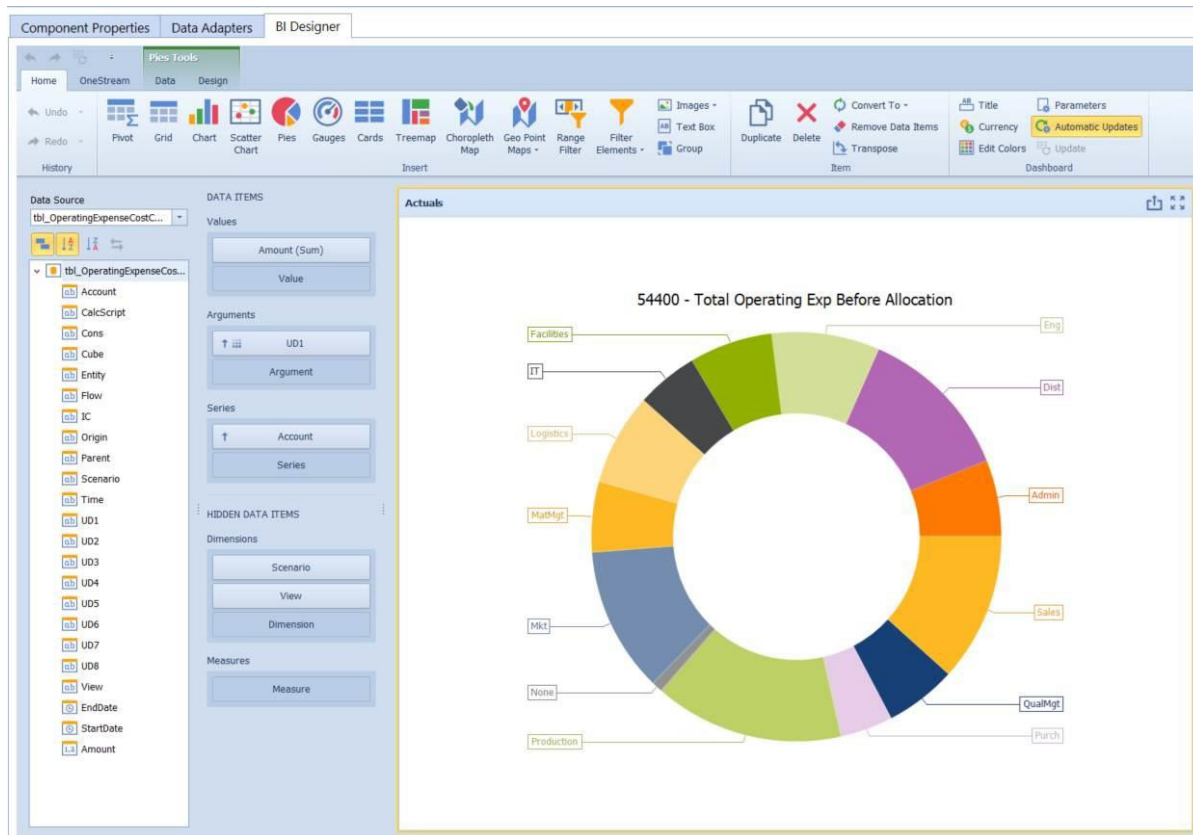 Component Properties
Data Adapters
BI Designer
Pies Tools
Home
OneStream
Data
Design
Undo
Redo
History
Pivot
Grid
Chart
Scatter
Chart
Pies
Gauges
Cards
Treemap
Choropleth
Map
Geo Point
Maps
Range
Filter
Filter
Elements
Images
Text Box
Group
Insert
Duplicate
Delete
Convert To
Remove Data Items
Transpose
Item
Title
Currency
Edit Colors
Parameters
Automatic Updates
Update
Dashboard
Data Source
tbl_OperatingExpenseCostC...
tbl_OperatingExpenseCos...
Account
CalcScript
Cons
Cube
Entity
Flow
IC
Origin
Parent
Scenario
Time
UD1
UD2
UD3
UD4
UD5
UD6
UD7
UD8
View
EndDate
StartDate
Amount
DATA ITEMS
Values
Amount (Sum)
Value
Arguments
UD1
Argument
Series
Account
Series
HIDDEN DATA ITEMS
Dimensions
Scenario
View
Dimension
Measures
Measure
Actuals
54400 - Total Operating Exp Before Allocation
Facilities
IT
Logistics
MatMgt
Mkt
None
Production
Eng
Dist
Admin
Sales
QualMgt
Purch